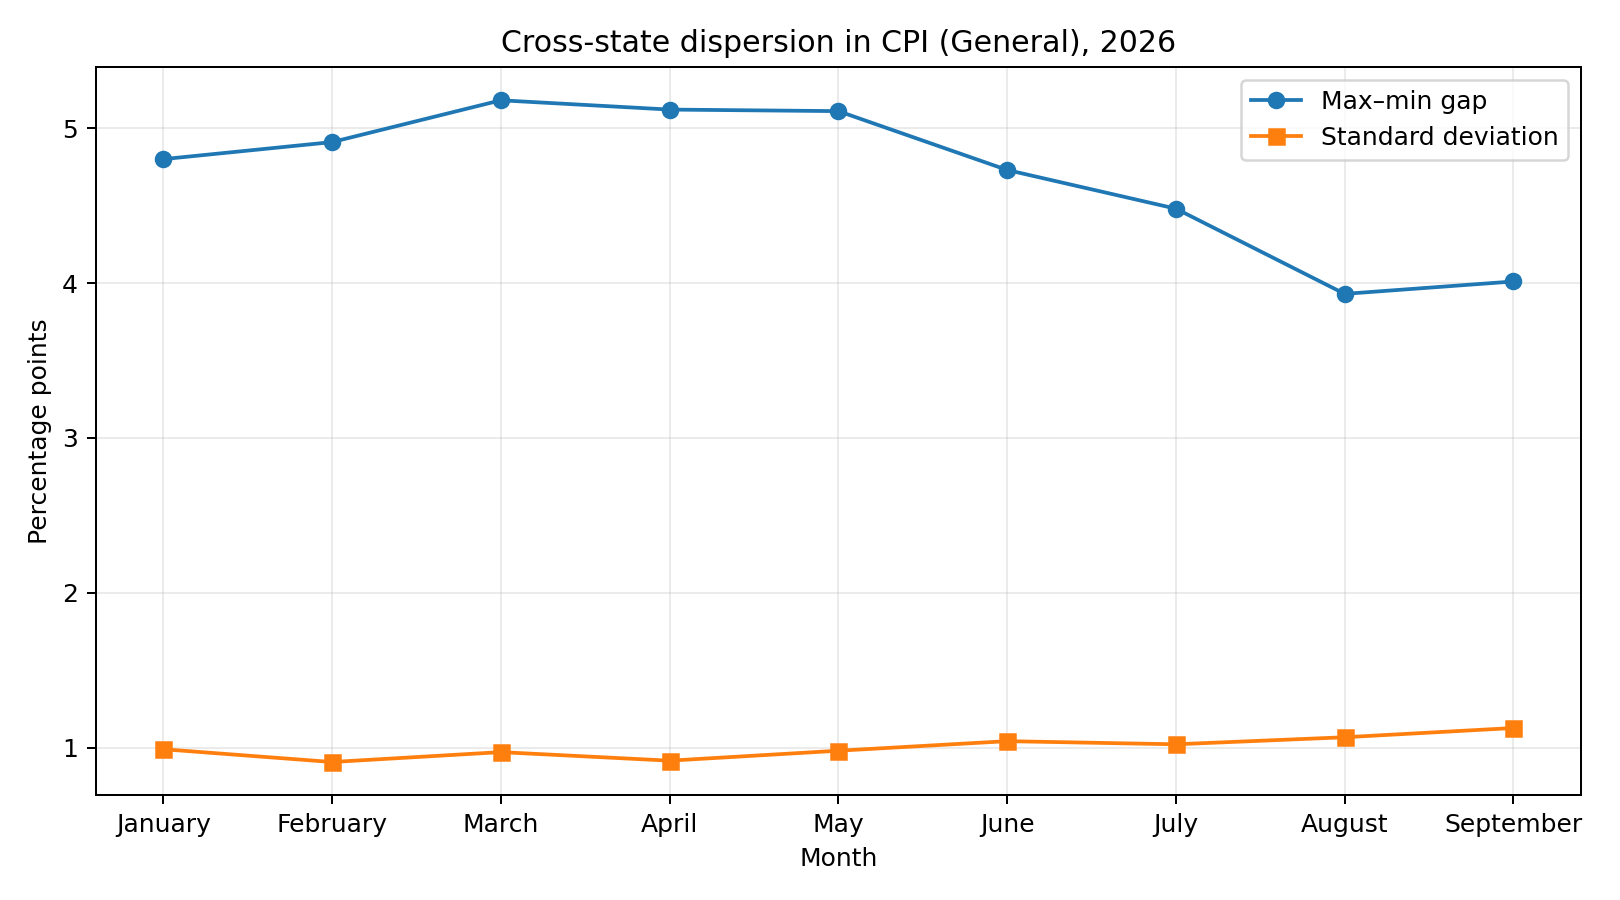 Cross-state dispersion in CPI (General), 2026
Max–min gap
Standard deviation
Percentage points
5
4
3
2
1
January February March April May June July August September
Month